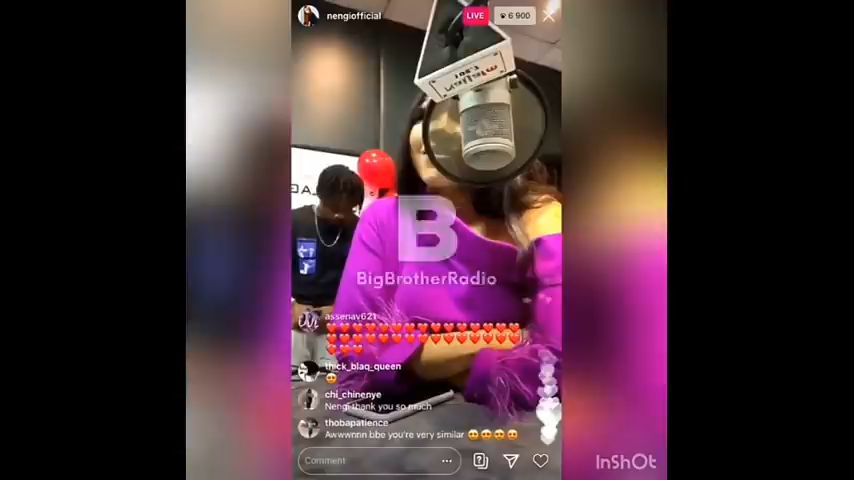 nengiofficial
LIVE
6 900
B
BigBrotherRadio
assenav621
thick_blaq_queen
chi_chinenye
Nengi thank you so much
thobapatience
Awwwnnn bbe you're very similar
Comment
InShOt